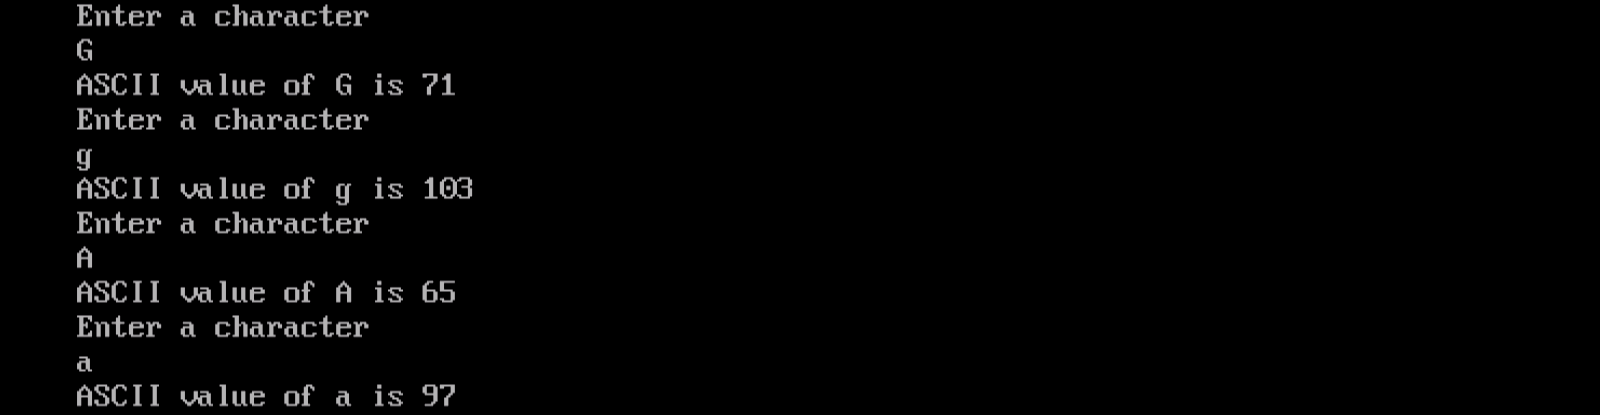 Enter a character
G
ASCII value of G is 71
Enter a character
g
ASCII value of g is 103
Enter a character
A
ASCII value of A is 65
Enter a character
a
ASCII value of a is 97